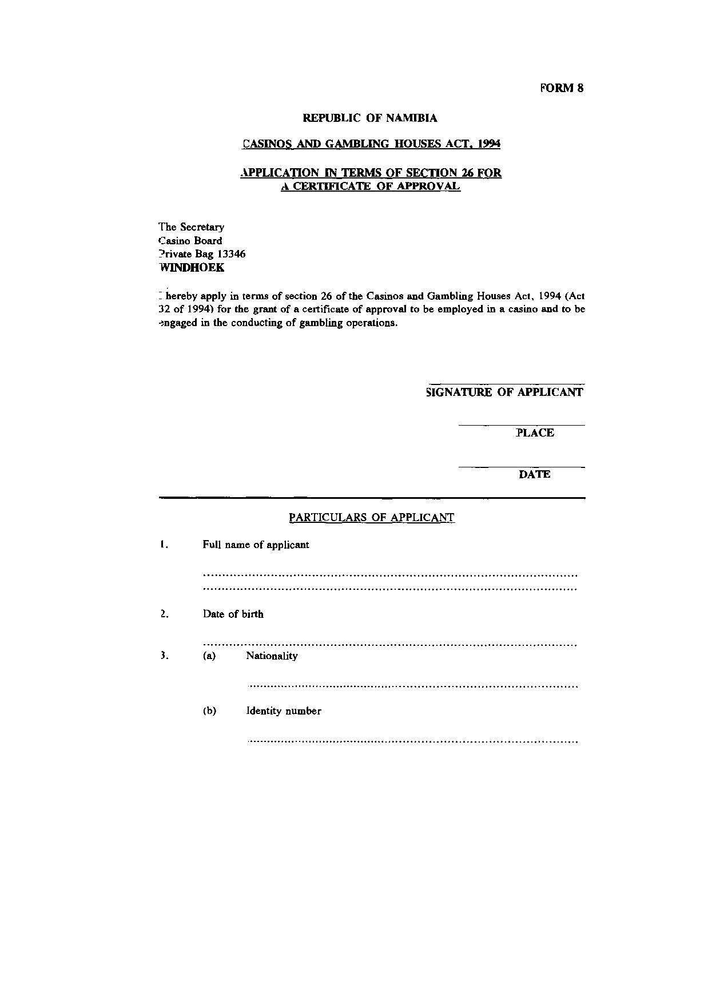 FORM 8
REPUBLIC OF NAMIBIA
CASINOS AND GAMBLING HOUSES ACT, 1994
APPLICATION IN TERMS OF SECTION 26 FOR
A CERTIFICATE OF APPROVAL
The Secretary
Casino Board
Private Bag 13346
WINDHOEK
I hereby apply in terms of section 26 of the Casinos and Gambling Houses Act, 1994 (Act
32 of 1994) for the grant of a certificate of approval to be employed in a casino and to be
engaged in the conducting of gambling operations.
SIGNATURE OF APPLICANT
PLACE
DATE
PARTICULARS OF APPLICANT
1. Full name of applicant
2. Date of birth
3. (a) Nationality
(b) Identity number